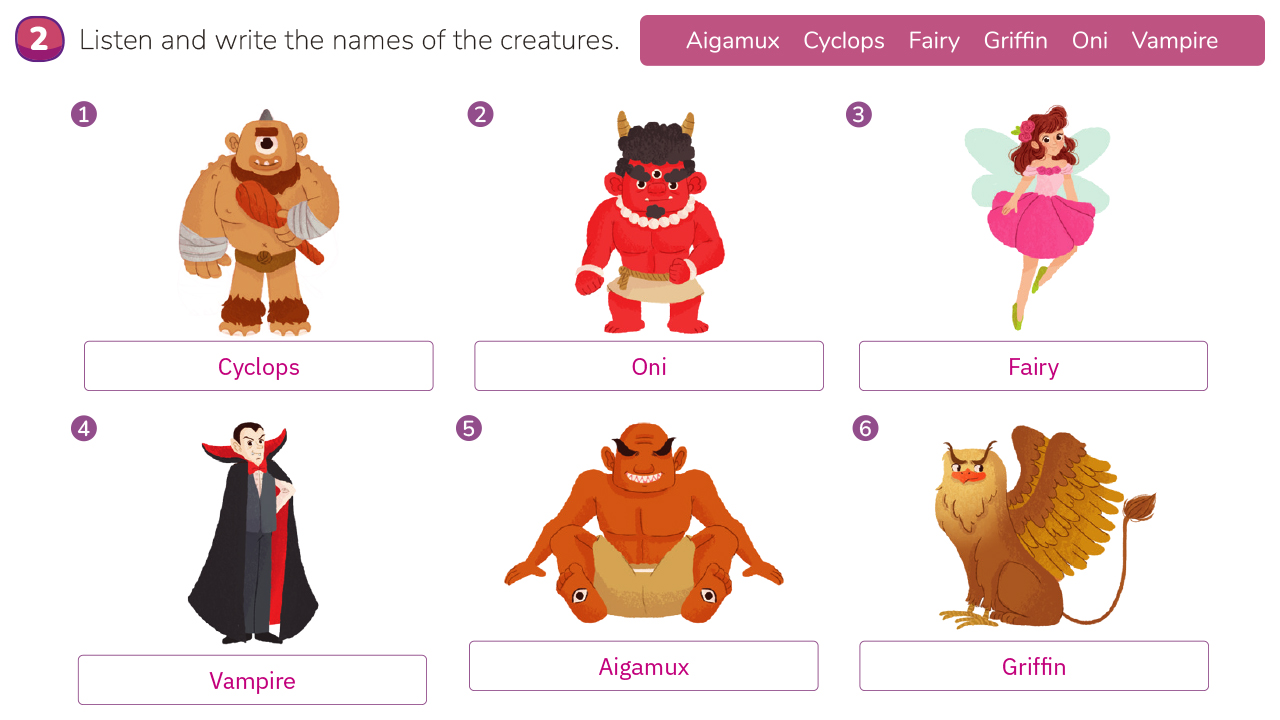 2 Listen and write the names of the creatures.
Aigamux Cyclops Fairy Griffin Oni Vampire
1
2
3
Cyclops
Oni
Fairy
4
5
6
Vampire
Aigamux
Griffin